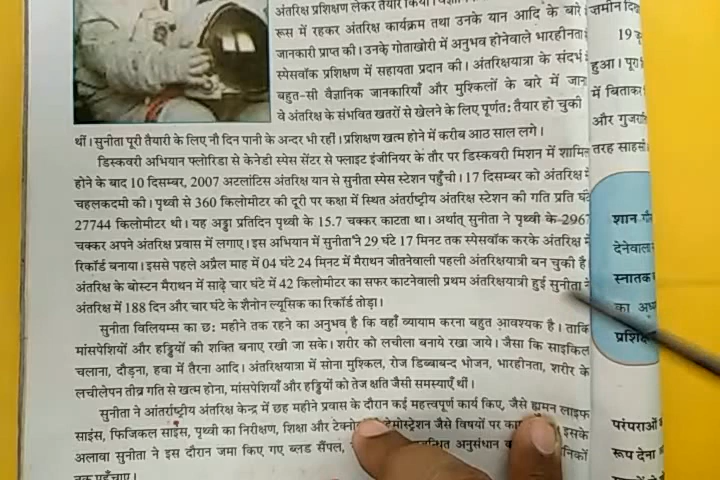 अंतरिक्ष प्रशिक्षण लेकर तैयार किया।
रूस में रहकर अंतरिक्ष कार्यक्रम तथा उनके यान आदि के बारे
जानकारी प्राप्त की। उनके गोताखोरी में अनुभव होनेवाले भारहीनता
स्पेसवॉक प्रशिक्षण में सहायता प्रदान की। अंतरिक्षयात्रा के संदर्भ
बहुत-सी वैज्ञानिक जानकारियाँ और मुश्किलों के बारे में जान
वे अंतरिक्ष के संभवित खतरों से खेलने के लिए पूर्णत: तैयार हो चुकी
थीं। सुनीता पूरी तैयारी के लिए नौ दिन पानी के अन्दर भी रहीं। प्रशिक्षण खत्म होने में करीब आठ साल लगे।
डिस्कवरी अभियान फ्लोरिडा से केनेडी स्पेस सेंटर से फ्लाइट इंजीनियर के तौर पर डिस्कवरी मिशन में शामिल
होने के बाद 10 दिसम्बर, 2007 अटलांटिस अंतरिक्ष यान से सुनीता स्पेस स्टेशन पहुँची। 17 दिसम्बर को अंतरिक्ष में
चहलकदमी की। पृथ्वी से 360 किलोमीटर की दूरी पर कक्षा में स्थित अंतर्राष्ट्रीय अंतरिक्ष स्टेशन की गति प्रति घंटे
27744 किलोमीटर थी। यह अड्डा प्रतिदिन पृथ्वी के 15.7 चक्कर काटता था। अर्थात् सुनीता ने पृथ्वी के 2967
चक्कर अपने अंतरिक्ष प्रवास में लगाए। इस अभियान में सुनीता ने 29 घंटे 17 मिनट तक स्पेसवॉक करके अंतरिक्ष में
रिकॉर्ड बनाया। इससे पहले अप्रैल माह में 04 घंटे 24 मिनट में मैराथन जीतनेवाली पहली अंतरिक्षयात्री बन चुकी है।
अंतरिक्ष के बोस्टन मैराथन में साढ़े चार घंटे में 42 किलोमीटर का सफर काटनेवाली प्रथम अंतरिक्षयात्री हुई सुनीता ने
अंतरिक्ष में 188 दिन और चार घंटे के शैनोन ल्यूसिक का रिकॉर्ड तोड़ा।
सुनीता विलियम्स का छ: महीने तक रहने का अनुभव है कि वहाँ व्यायाम करना बहुत आवश्यक है। ताकि
मांसपेशियों और हड्डियों की शक्ति बनाए रखी जा सके। शरीर को लचीला बनाये रखा जाये। जैसा कि साइकिल
चलाना, दौड़ना, हवा में तैरना आदि। अंतरिक्षयात्रा में सोना मुश्किल, रोज डिब्बाबन्द भोजन, भारहीनता, शरीर के
लचीलेपन तीव्र गति से खत्म होना, मांसपेशियाँ और हड्डियों को तेज क्षति जैसी समस्याएँ थीं।
सुनीता ने आंतर्राष्ट्रीय अंतरिक्ष केन्द्र में छह महीने प्रवास के दौरान कई महत्त्वपूर्ण कार्य किए, जैसे ह्यूमन लाइफ
साइंस, फिजिकल साइंस, पृथ्वी का निरीक्षण, शिक्षा और डेमोस्ट्रेशन जैसे विषयों पर इसके
अलावा सुनीता ने इस दौरान जमा किए गए ब्लड सैंपल, अनुसंधान
तक पहुँचाए।
जमीन
19
हुआ।
में बिताकर
और
तरह साहसी
शान
देनेवाला
स्नातक
का
परंपराओं
रूप देना